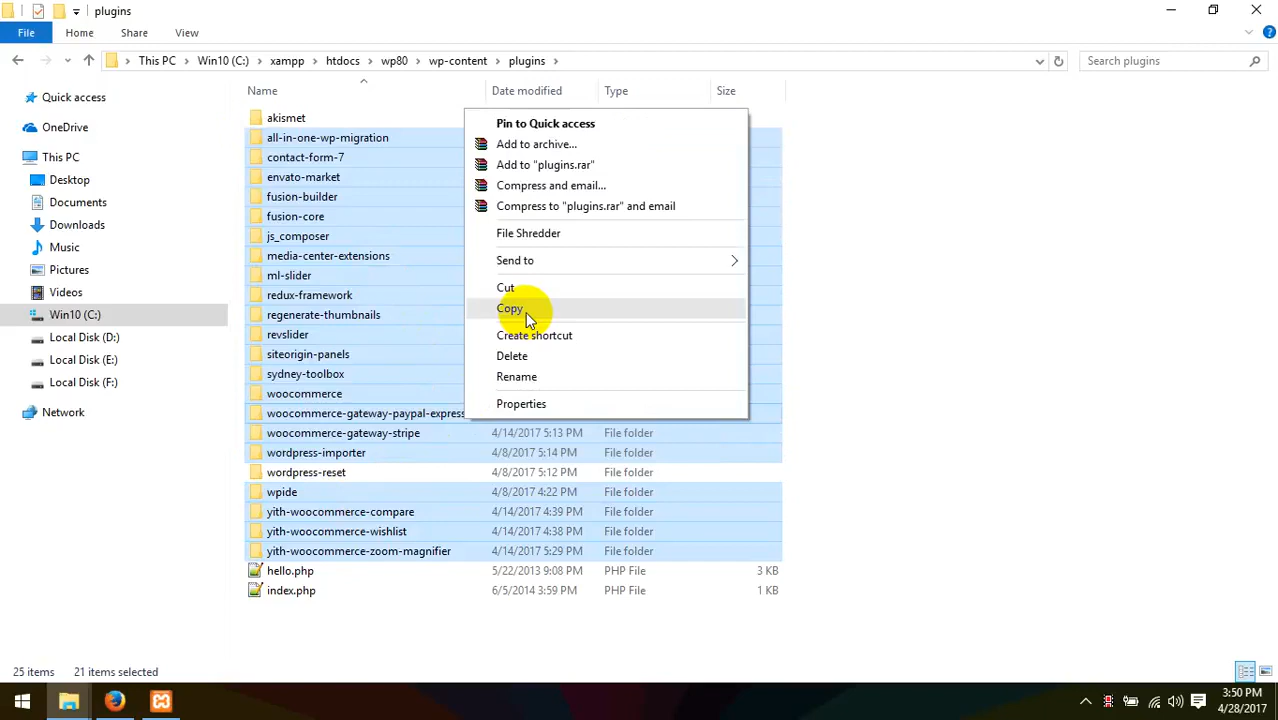 plugins
File Home Share View
This PC Win10 (C:) xampp htdocs wp80 wp-content plugins
Search plugins
Name Date modified Type Size
Quick access
OneDrive
This PC
Desktop
Documents
Downloads
Music
Pictures
Videos
Win10 (C:)
Local Disk (D:)
Local Disk (E:)
Local Disk (F:)
Network
akismet
all-in-one-wp-migration
contact-form-7
envato-market
fusion-builder
fusion-core
js_composer
media-center-extensions
ml-slider
redux-framework
regenerate-thumbnails
revslider
siteorigin-panels
sydney-toolbox
woocommerce
woocommerce-gateway-paypal-express
woocommerce-gateway-stripe 4/14/2017 5:13 PM File folder
wordpress-importer 4/8/2017 5:14 PM File folder
wordpress-reset 4/8/2017 5:12 PM File folder
wpide 4/8/2017 4:22 PM File folder
yith-woocommerce-compare 4/14/2017 4:39 PM File folder
yith-woocommerce-wishlist 4/14/2017 4:38 PM File folder
yith-woocommerce-zoom-magnifier 4/14/2017 5:29 PM File folder
hello.php 5/22/2013 9:08 PM PHP File 3 KB
index.php 6/5/2014 3:59 PM PHP File 1 KB
Pin to Quick access
Add to archive...
Add to "plugins.rar"
Compress and email...
Compress to "plugins.rar" and email
File Shredder
Send to
Cut
Copy
Create shortcut
Delete
Rename
Properties
25 items 21 items selected
3:50 PM
4/28/2017